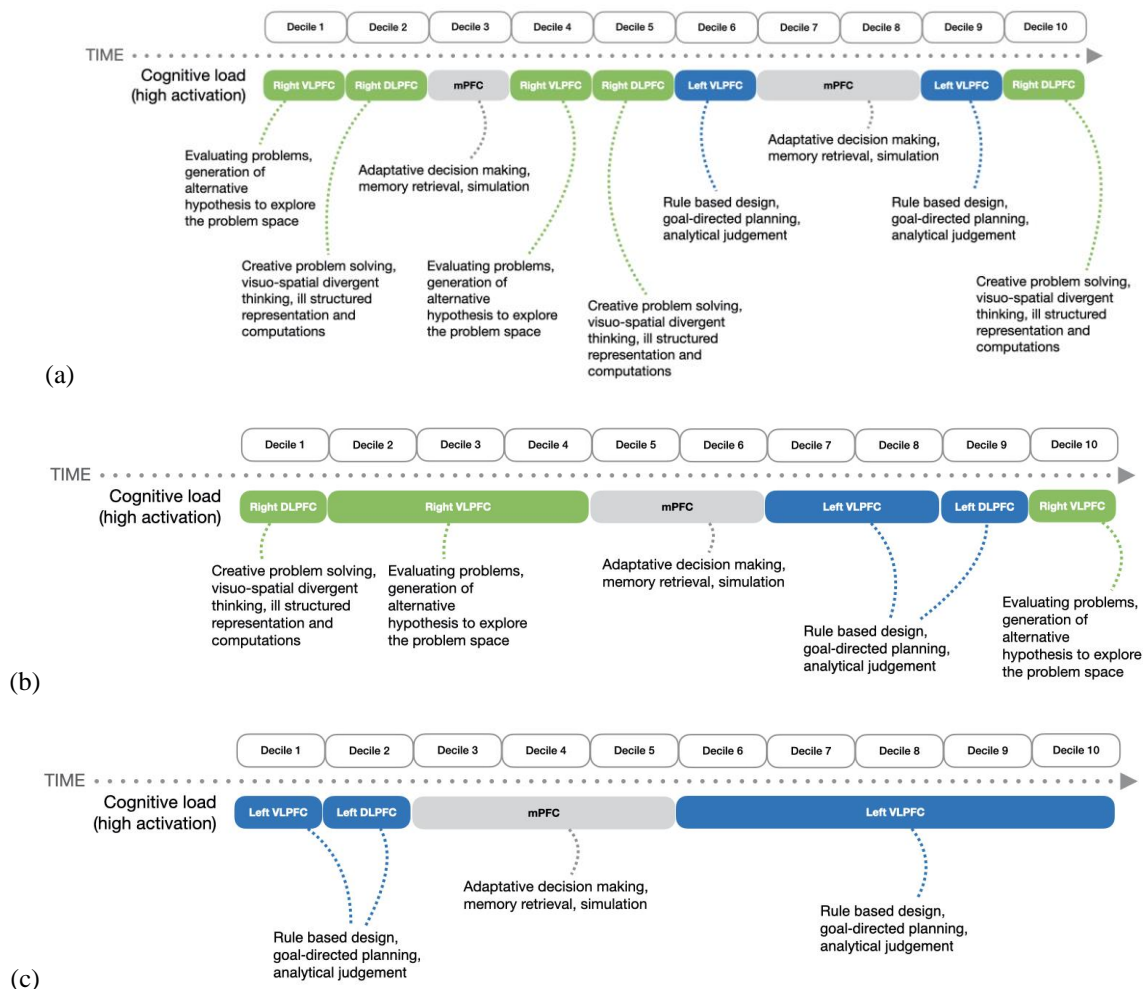 Decile 1 Decile 2 Decile 3 Decile 4 Decile 5 Decile 6 Decile 7 Decile 8 Decile 9 Decile 10
TIME
Cognitive load
(high activation)
Right VLPFC Right DLPFC mPFC Right VLPFC Right DLPFC Left VLPFC mPFC Left VLPFC Right DLPFC
Evaluating problems,
generation of
alternative
hypothesis to explore
the problem space
Creative problem solving,
visuo-spatial divergent
thinking, ill structured
representation and
computations
Adaptative decision making,
memory retrieval, simulation
Evaluating problems,
generation of
alternative
hypothesis to explore
the problem space
Creative problem solving,
visuo-spatial divergent
thinking, ill structured
representation and
computations
Rule based design,
goal-directed planning,
analytical judgement
Adaptative decision making,
memory retrieval, simulation
Rule based design,
goal-directed planning,
analytical judgement
Creative problem solving,
visuo-spatial divergent
thinking, ill structured
representation and
computations
(a)
Decile 1 Decile 2 Decile 3 Decile 4 Decile 5 Decile 6 Decile 7 Decile 8 Decile 9 Decile 10
TIME
Cognitive load
(high activation)
Right DLPFC Right VLPFC mPFC Left VLPFC Left DLPFC Right VLPFC
Creative problem solving,
visuo-spatial divergent
thinking, ill structured
representation and
computations
Evaluating problems,
generation of
alternative
hypothesis to explore
the problem space
Adaptative decision making,
memory retrieval, simulation
Rule based design,
goal-directed planning,
analytical judgement
Evaluating problems,
generation of
alternative
hypothesis to explore
the problem space
(b)
Decile 1 Decile 2 Decile 3 Decile 4 Decile 5 Decile 6 Decile 7 Decile 8 Decile 9 Decile 10
TIME
Cognitive load
(high activation)
Left VLPFC Left DLPFC mPFC Left VLPFC
Rule based design,
goal-directed planning,
analytical judgement
Adaptative decision making,
memory retrieval, simulation
Rule based design,
goal-directed planning,
analytical judgement
(c)